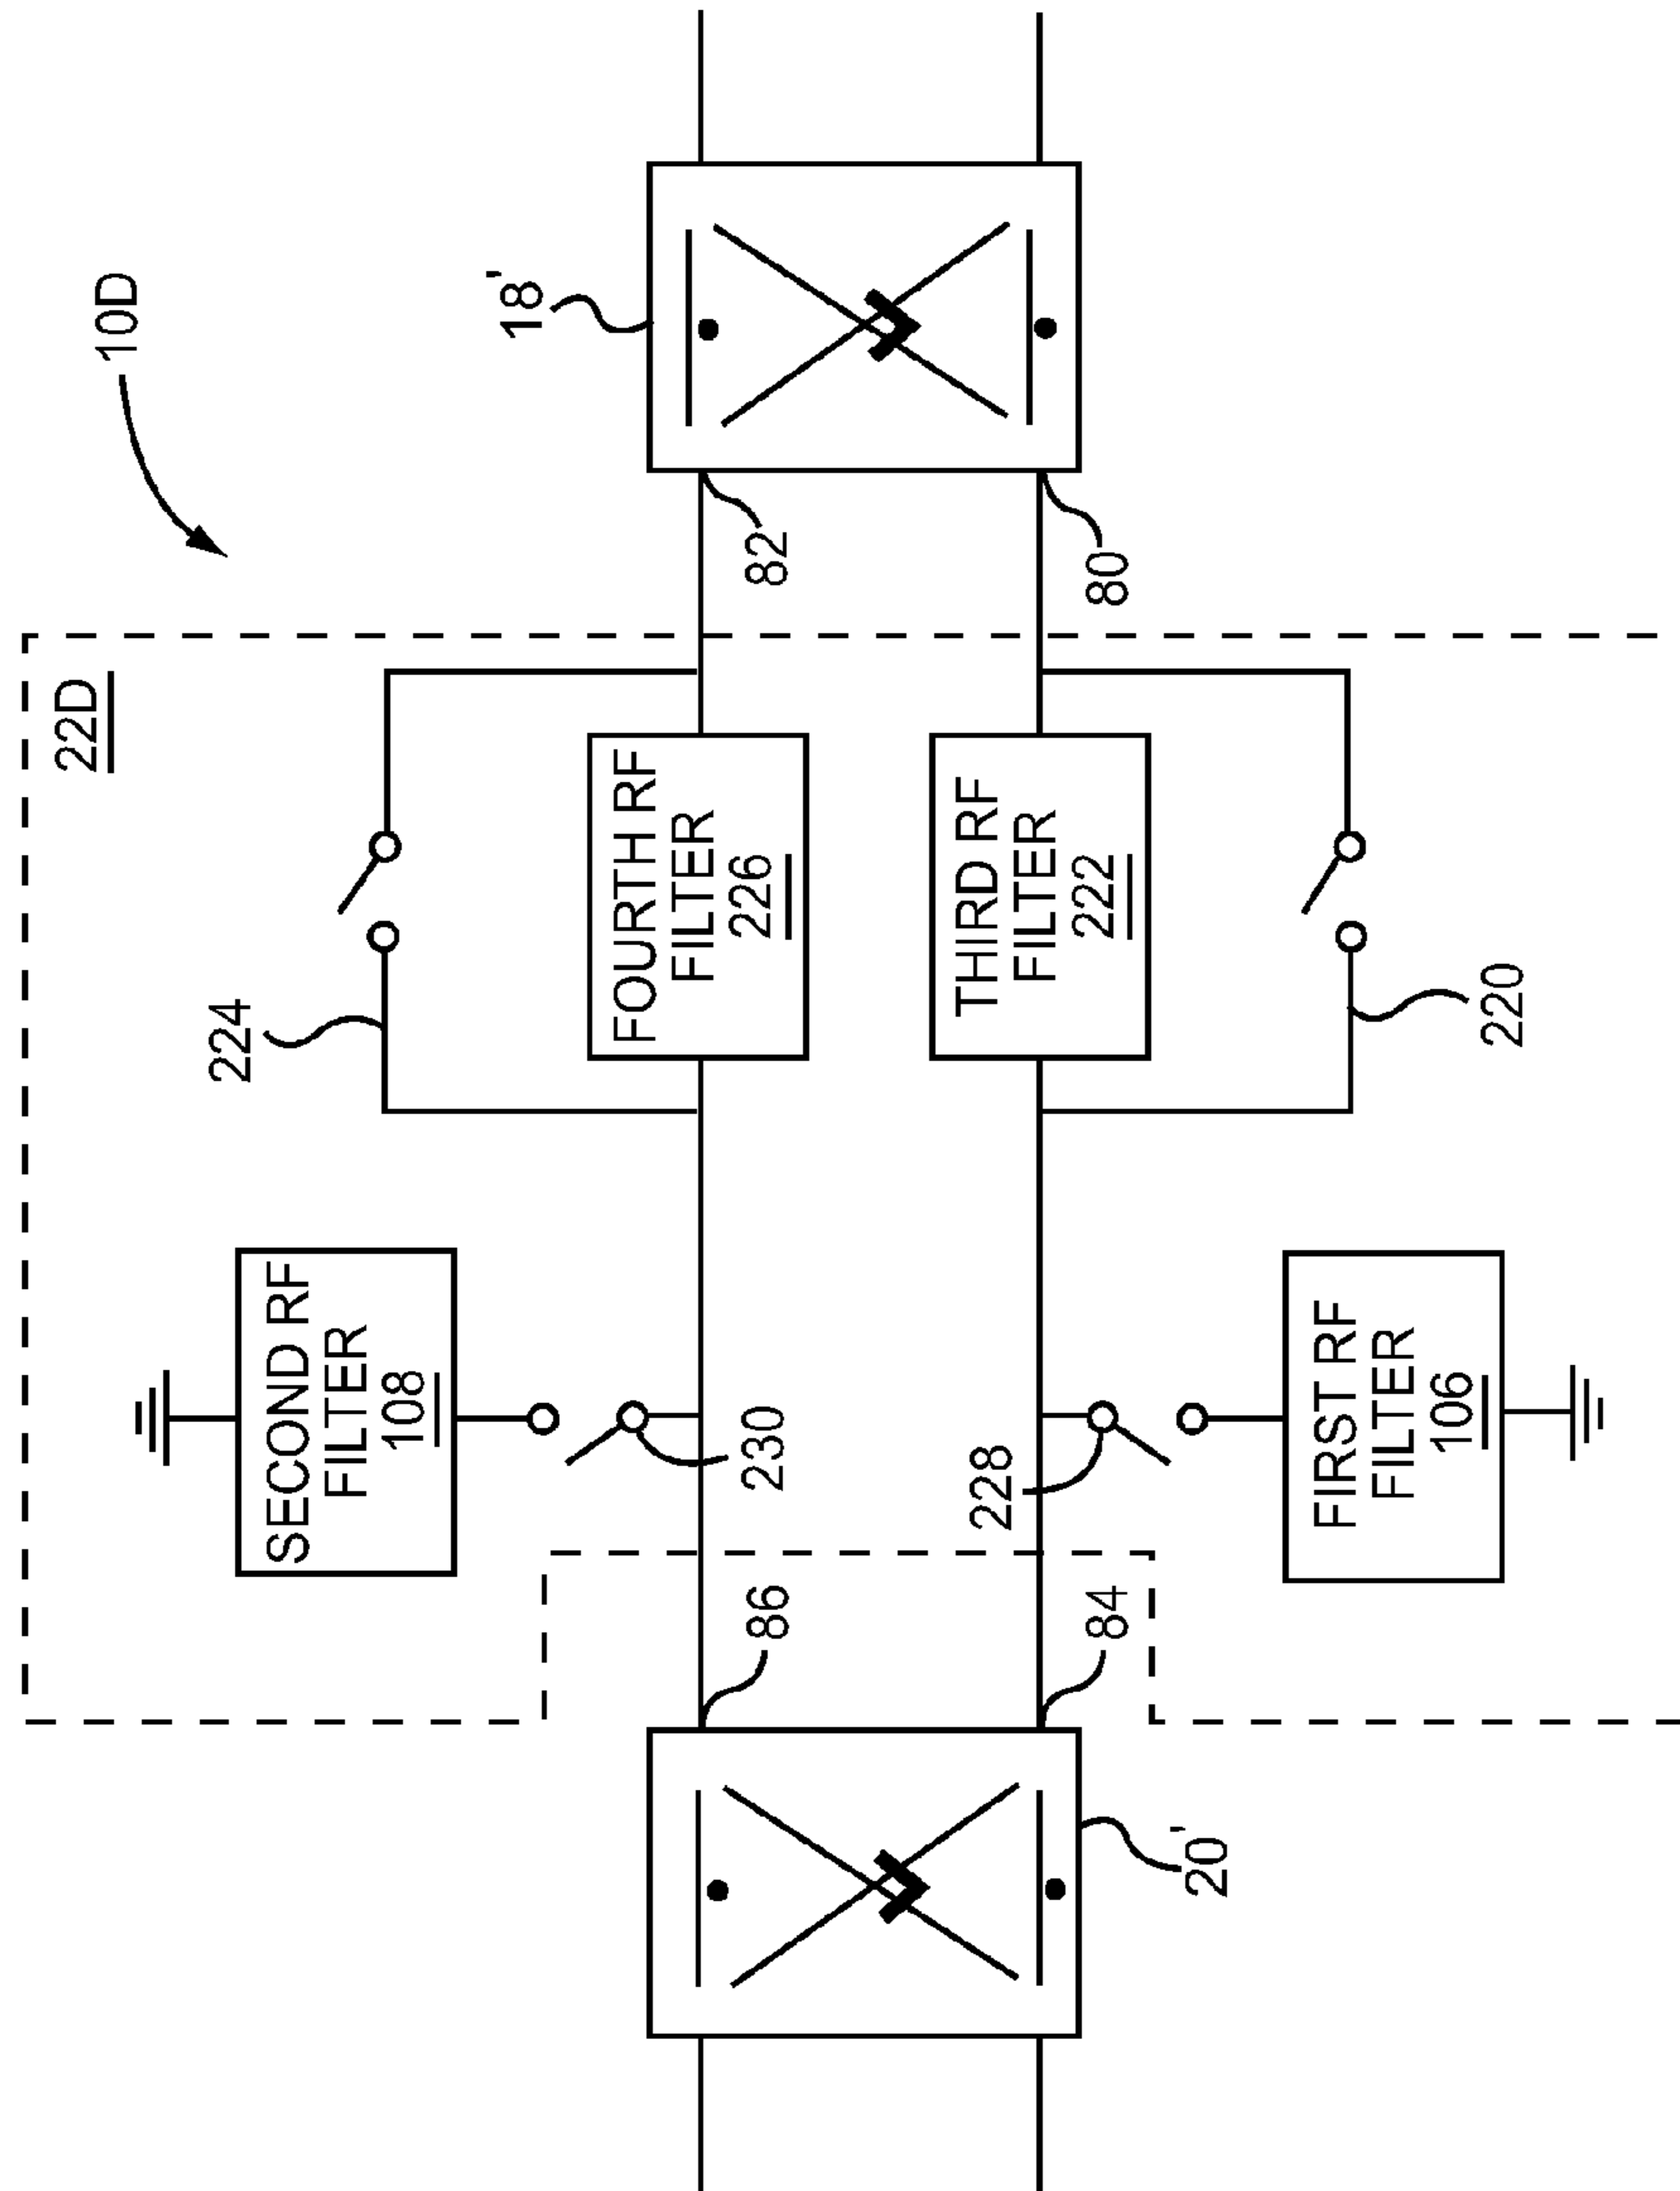 10D
22D
18'
82
80
224
FOURTH RF
FILTER
226
THIRD RF
FILTER
222
220
SECOND RF
FILTER
108
230
228
FIRST RF
FILTER
106
86
84
20'